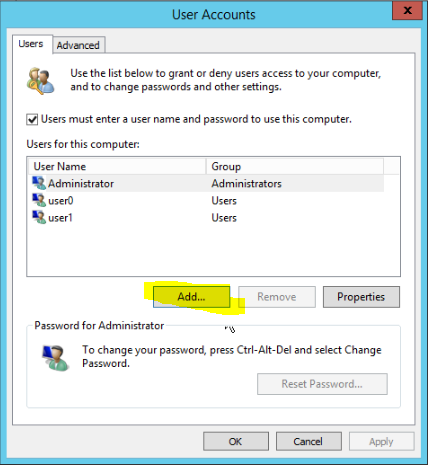 User Accounts
x
Users
Advanced
Use the list below to grant or deny users access to your computer,
and to change passwords and other settings.
Users must enter a user name and password to use this computer.
Users for this computer:
User Name Group
Administrator Administrators
user0 Users
user1 Users
Add... Remove Properties
Password for Administrator
To change your password, press Ctrl-Alt-Del and select Change
Password.
Reset Password...
OK Cancel Apply